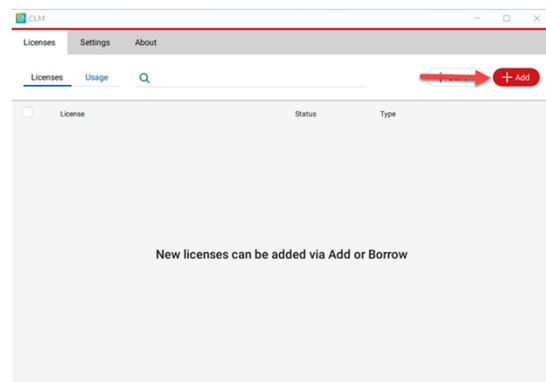 CLM
Licenses Settings About
Licenses Usage
+ Add
License Status Type
New licenses can be added via Add or Borrow